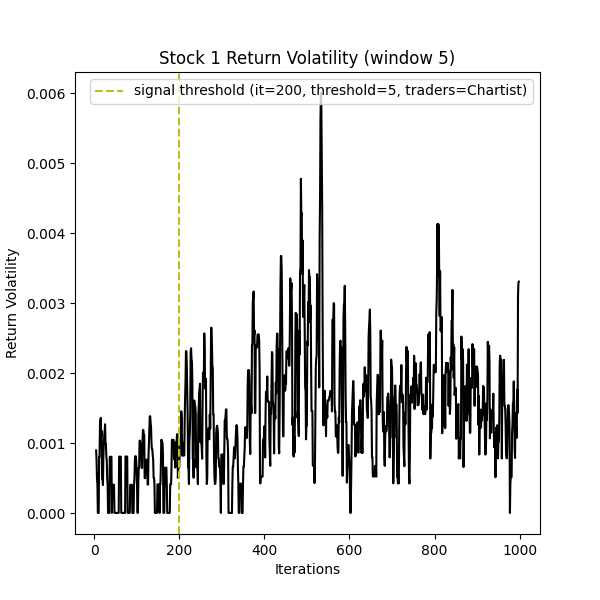 Stock 1 Return Volatility (window 5)
signal threshold (it=200, threshold=5, traders=Chartist)
0.006
0.005
0.004
0.003
0.002
0.001
0.000
Return Volatility
0 200 400 600 800 1000
Iterations